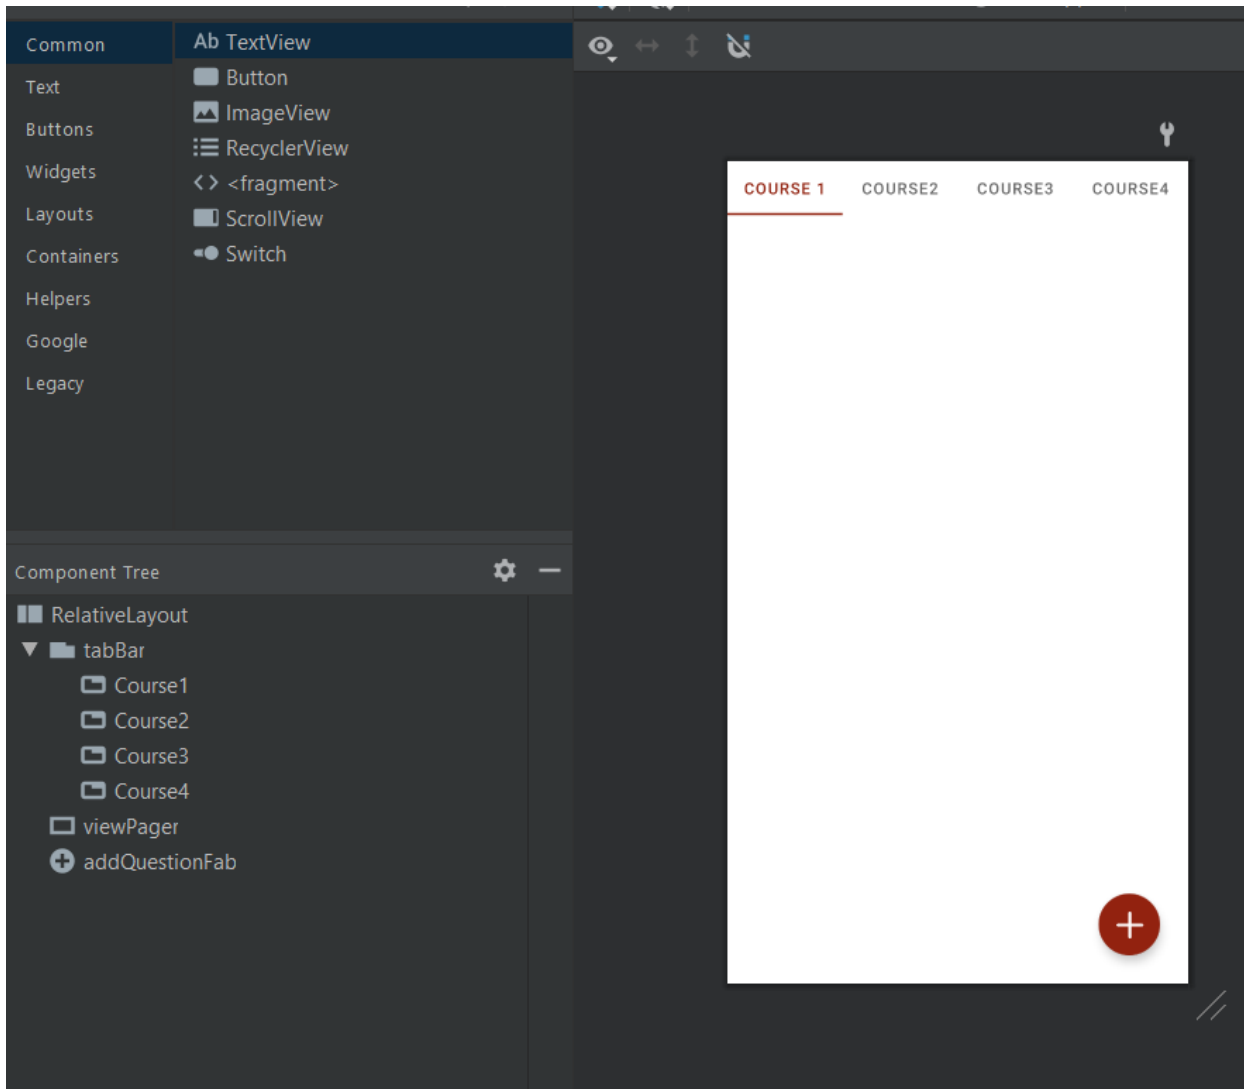 Common
Text
Buttons
Widgets
Layouts
Containers
Helpers
Google
Legacy
Ab TextView
Button
ImageView
RecyclerView
<> <fragment>
ScrollView
Switch
Component Tree
RelativeLayout
tabBar
Course1
Course2
Course3
Course4
viewPager
addQuestionFab
COURSE 1 COURSE2 COURSE3 COURSE4